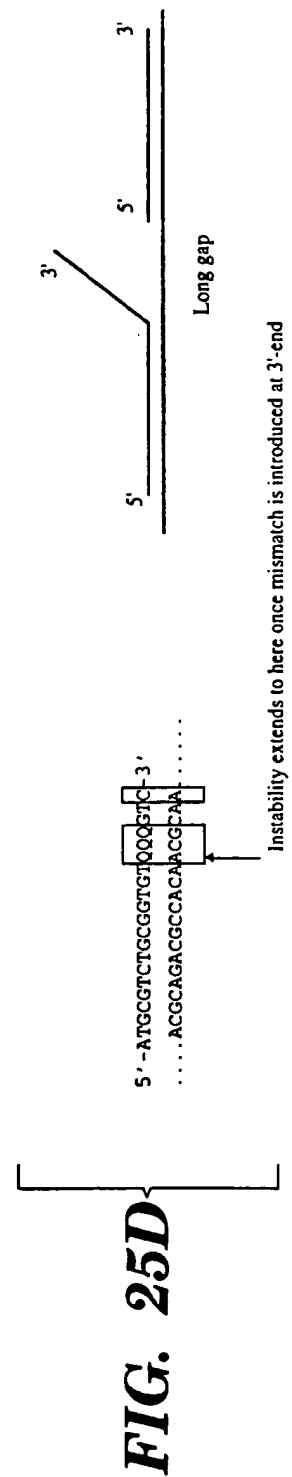 FIG. 25D
5'-ATGCGTCTGCGGTGTQQQGTC-3'
....ACGCAGACGCCACAACGCAA.......
Instability extends to here once mismatch is introduced at 3'-end
3'
5' 5' 3'
Long gap